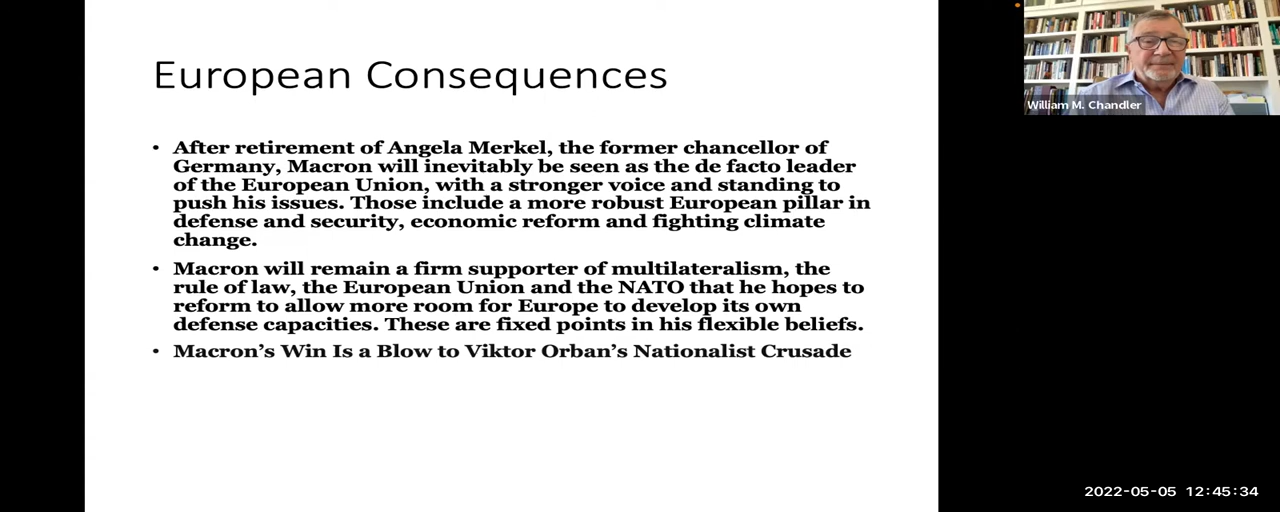 European Consequences
• After retirement of Angela Merkel, the former chancellor of
Germany, Macron will inevitably be seen as the de facto leader
of the European Union, with a stronger voice and standing to
push his issues. Those include a more robust European pillar in
defense and security, economic reform and fighting climate
change.
• Macron will remain a firm supporter of multilateralism, the
rule of law, the European Union and the NATO that he hopes to
reform to allow more room for Europe to develop its own
defense capacities. These are fixed points in his flexible beliefs.
• Macron’s Win Is a Blow to Viktor Orban’s Nationalist Crusade
William M. Chandler
2022-05-05 12:45:34